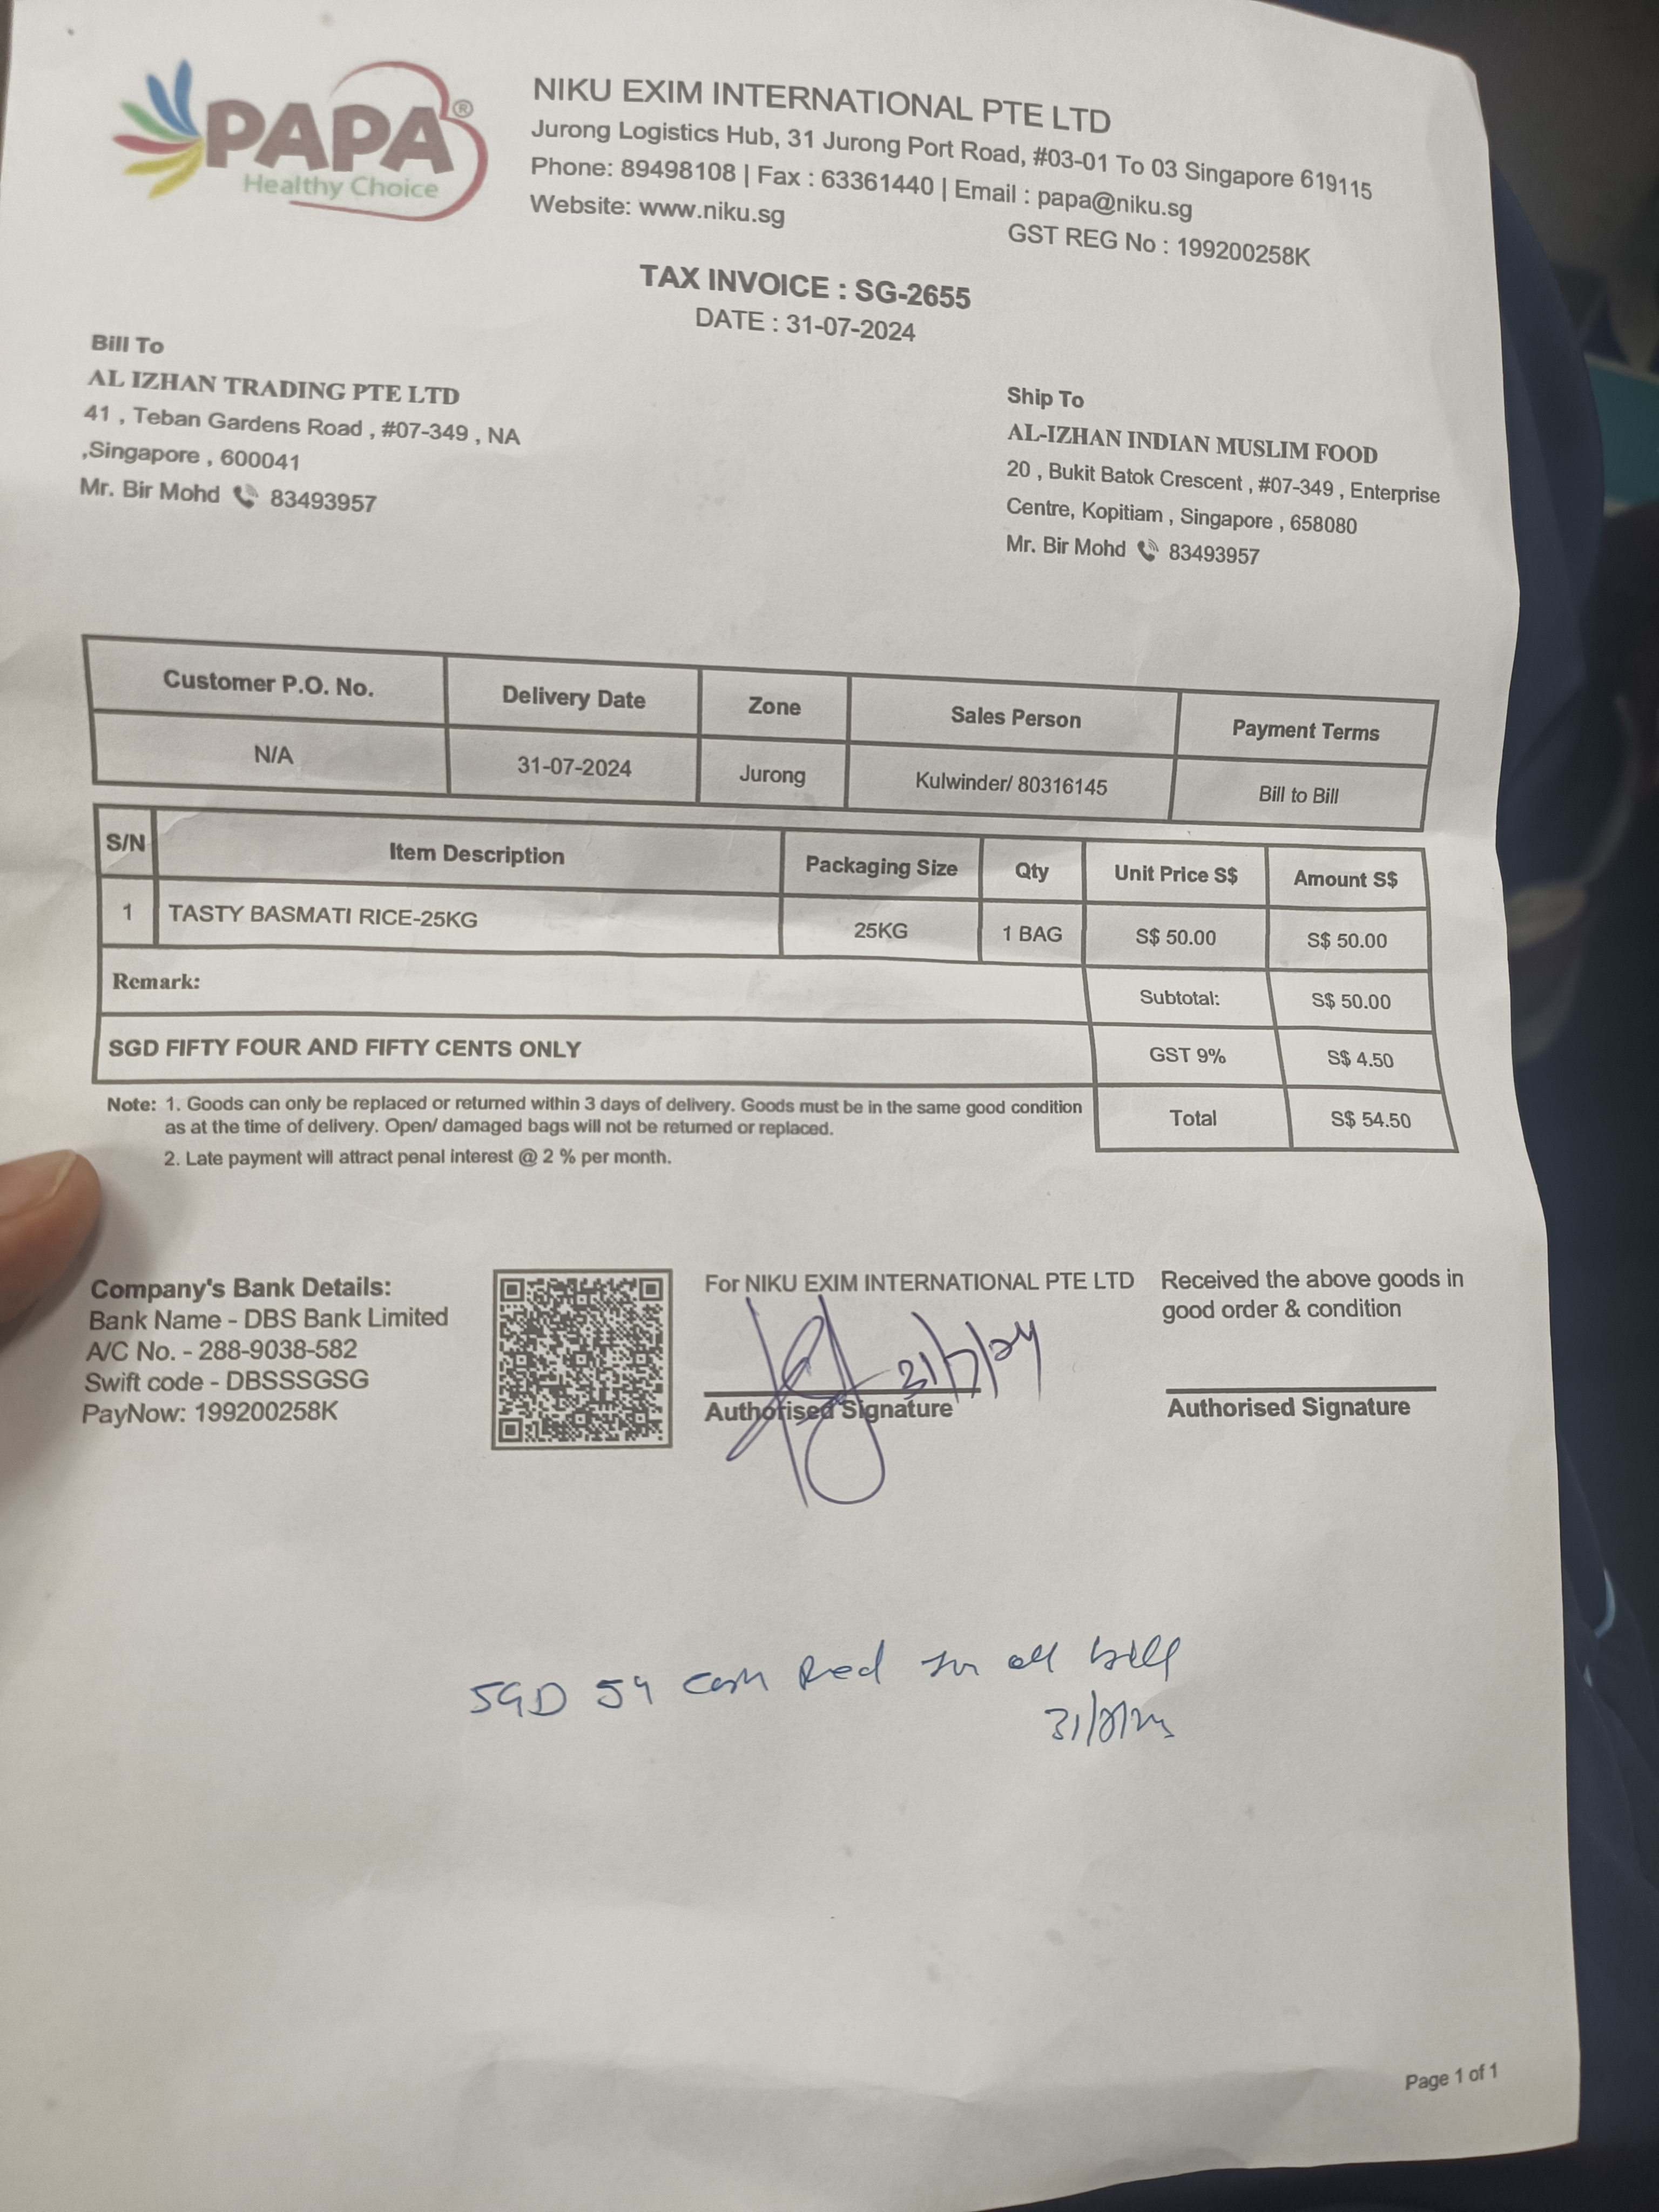 PAPA®
Healthy Choice
NIKU EXIM INTERNATIONAL PTE LTD
Jurong Logistics Hub, 31 Jurong Port Road, #03-01 To 03 Singapore 619115
Phone: 89498108 | Fax : 63361440 | Email : papa@niku.sg
Website: www.niku.sg
GST REG No : 199200258K
TAX INVOICE : SG-2655
DATE : 31-07-2024
Bill To
AL IZHAN TRADING PTE LTD
41 , Teban Gardens Road , #07-349 , NA
,Singapore , 600041
Mr. Bir Mohd 83493957
Ship To
AL-IZHAN INDIAN MUSLIM FOOD
20 , Bukit Batok Crescent , #07-349 , Enterprise
Centre, Kopitiam , Singapore , 658080
Mr. Bir Mohd 83493957
Customer P.O. No. Delivery Date Zone Sales Person Payment Terms
N/A 31-07-2024 Jurong Kulwinder/ 80316145 Bill to Bill
S/N Item Description Packaging Size Qty Unit Price S$ Amount S$
1 TASTY BASMATI RICE-25KG 25KG 1 BAG S$ 50.00 S$ 50.00
Remark: Subtotal: S$ 50.00
SGD FIFTY FOUR AND FIFTY CENTS ONLY GST 9% S$ 4.50
Total S$ 54.50
Note: 1. Goods can only be replaced or returned within 3 days of delivery. Goods must be in the same good condition
as at the time of delivery. Open/ damaged bags will not be returned or replaced.
2. Late payment will attract penal interest @ 2 % per month.
Company's Bank Details:
Bank Name - DBS Bank Limited
A/C No. - 288-9038-582
Swift code - DBSSSGSG
PayNow: 199200258K
For NIKU EXIM INTERNATIONAL PTE LTD
31/7/24
Authorised Signature
Received the above goods in
good order & condition
Authorised Signature
SGD 54 cash all bill
Page 1 of 1